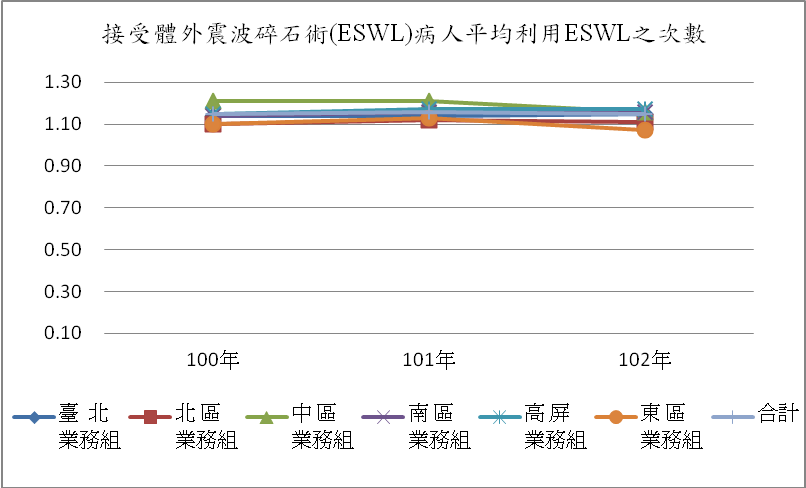 接受體外震波碎石術(ESWL)病人平均利用ESWL之次數
1.30
1.10
0.90
0.70
0.50
0.30
0.10
100年 101年 102年
臺北 北區 中區 南區 高屏 東區 合計
業務組 業務組 業務組 業務組 業務組 業務組